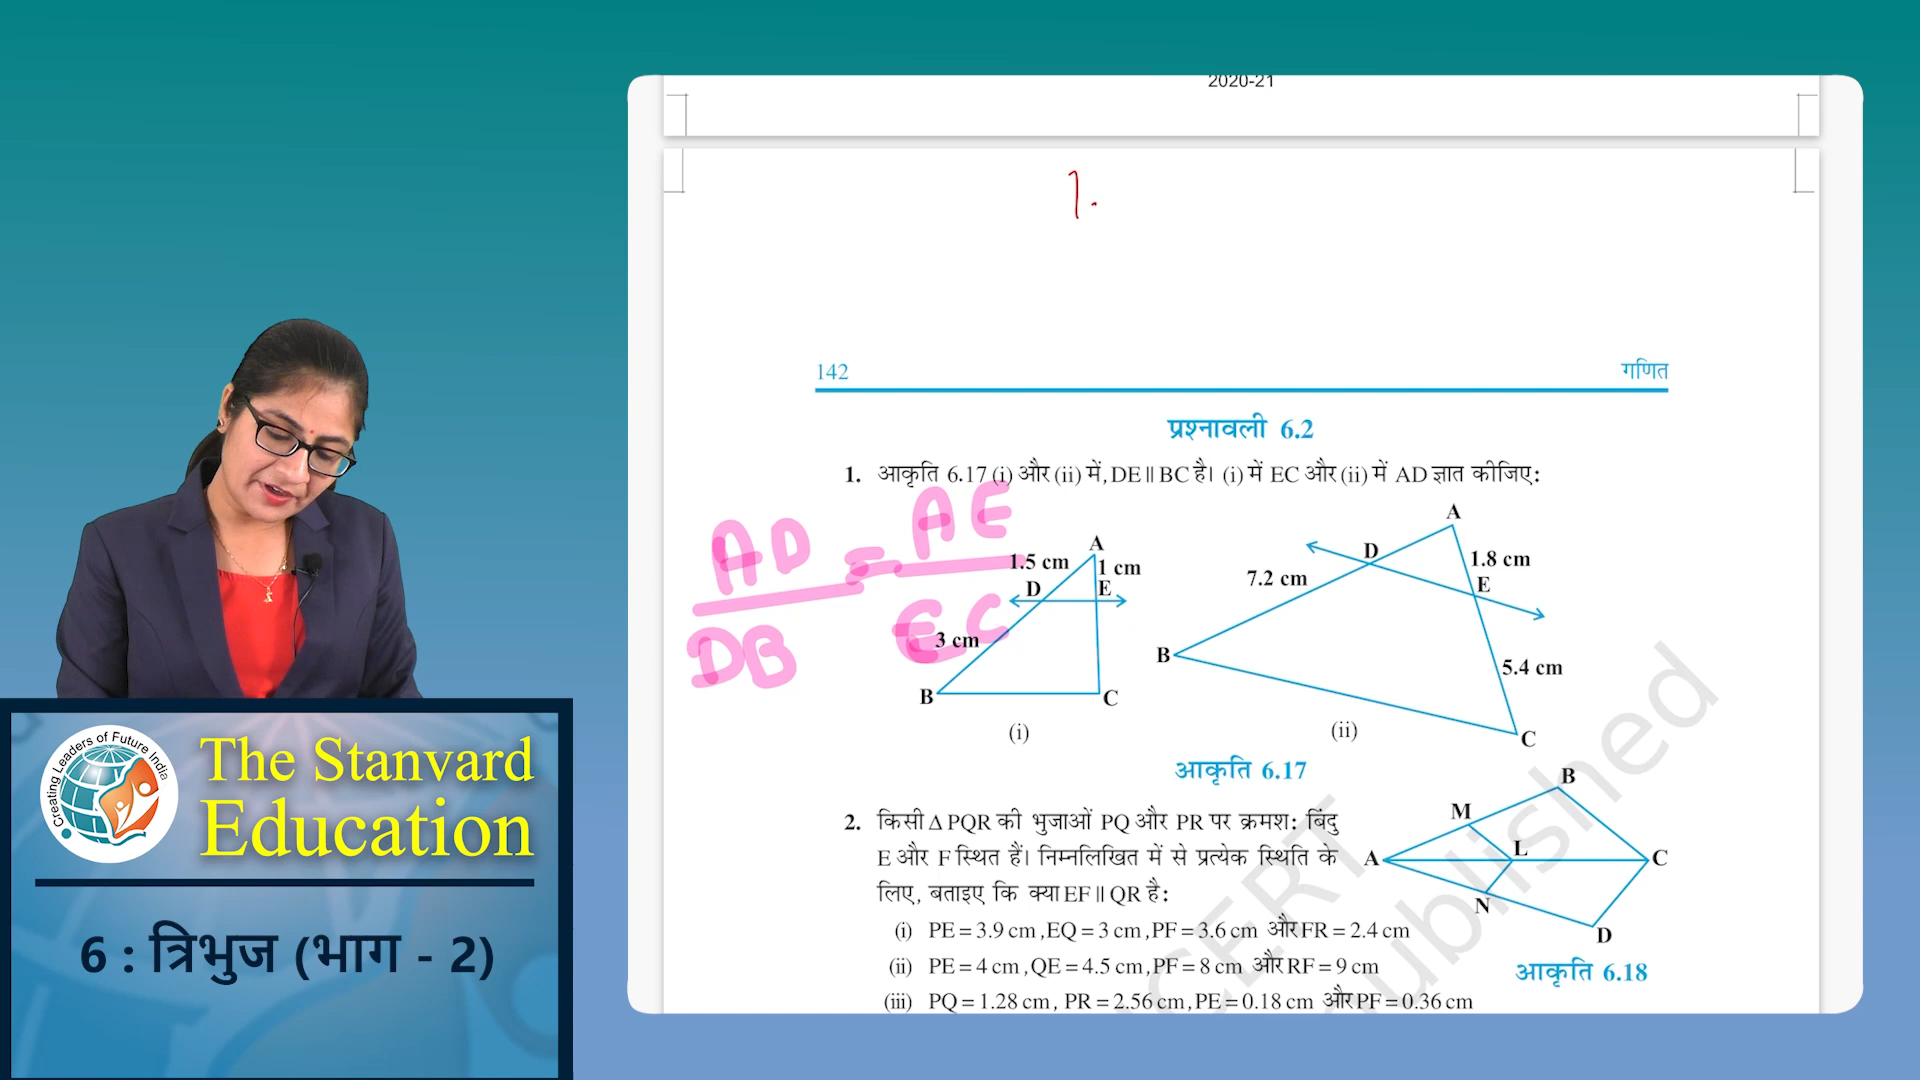 2020-21
1.
142 गणित
प्रश्नावली 6.2
1. आकृति 6.17 (i) और (ii) में, DE || BC है। (i) में EC और (ii) में AD ज्ञात कीजिए:
AD = AE
DB EC
A
1.5 cm 1 cm
D E
3 cm
B C
(i)
A
D 1.8 cm
7.2 cm E
B
5.4 cm
C
(ii)
आकृति 6.17
2. किसी Δ PQR की भुजाओं PQ और PR पर क्रमश: बिंदु
E और F स्थित हैं। निम्नलिखित में से प्रत्येक स्थिति के
लिए, बताइए कि क्या EF || QR है:
(i) PE = 3.9 cm, EQ = 3 cm, PF = 3.6 cm और FR = 2.4 cm
(ii) PE = 4 cm, QE = 4.5 cm, PF = 8 cm और RF = 9 cm
(iii) PQ = 1.28 cm, PR = 2.56 cm, PE = 0.18 cm और PF = 0.36 cm
B
M
L
A C
N
D
आकृति 6.18
Creating Leaders of Future India
The Stanvard
Education
6 : त्रिभुज (भाग - 2)